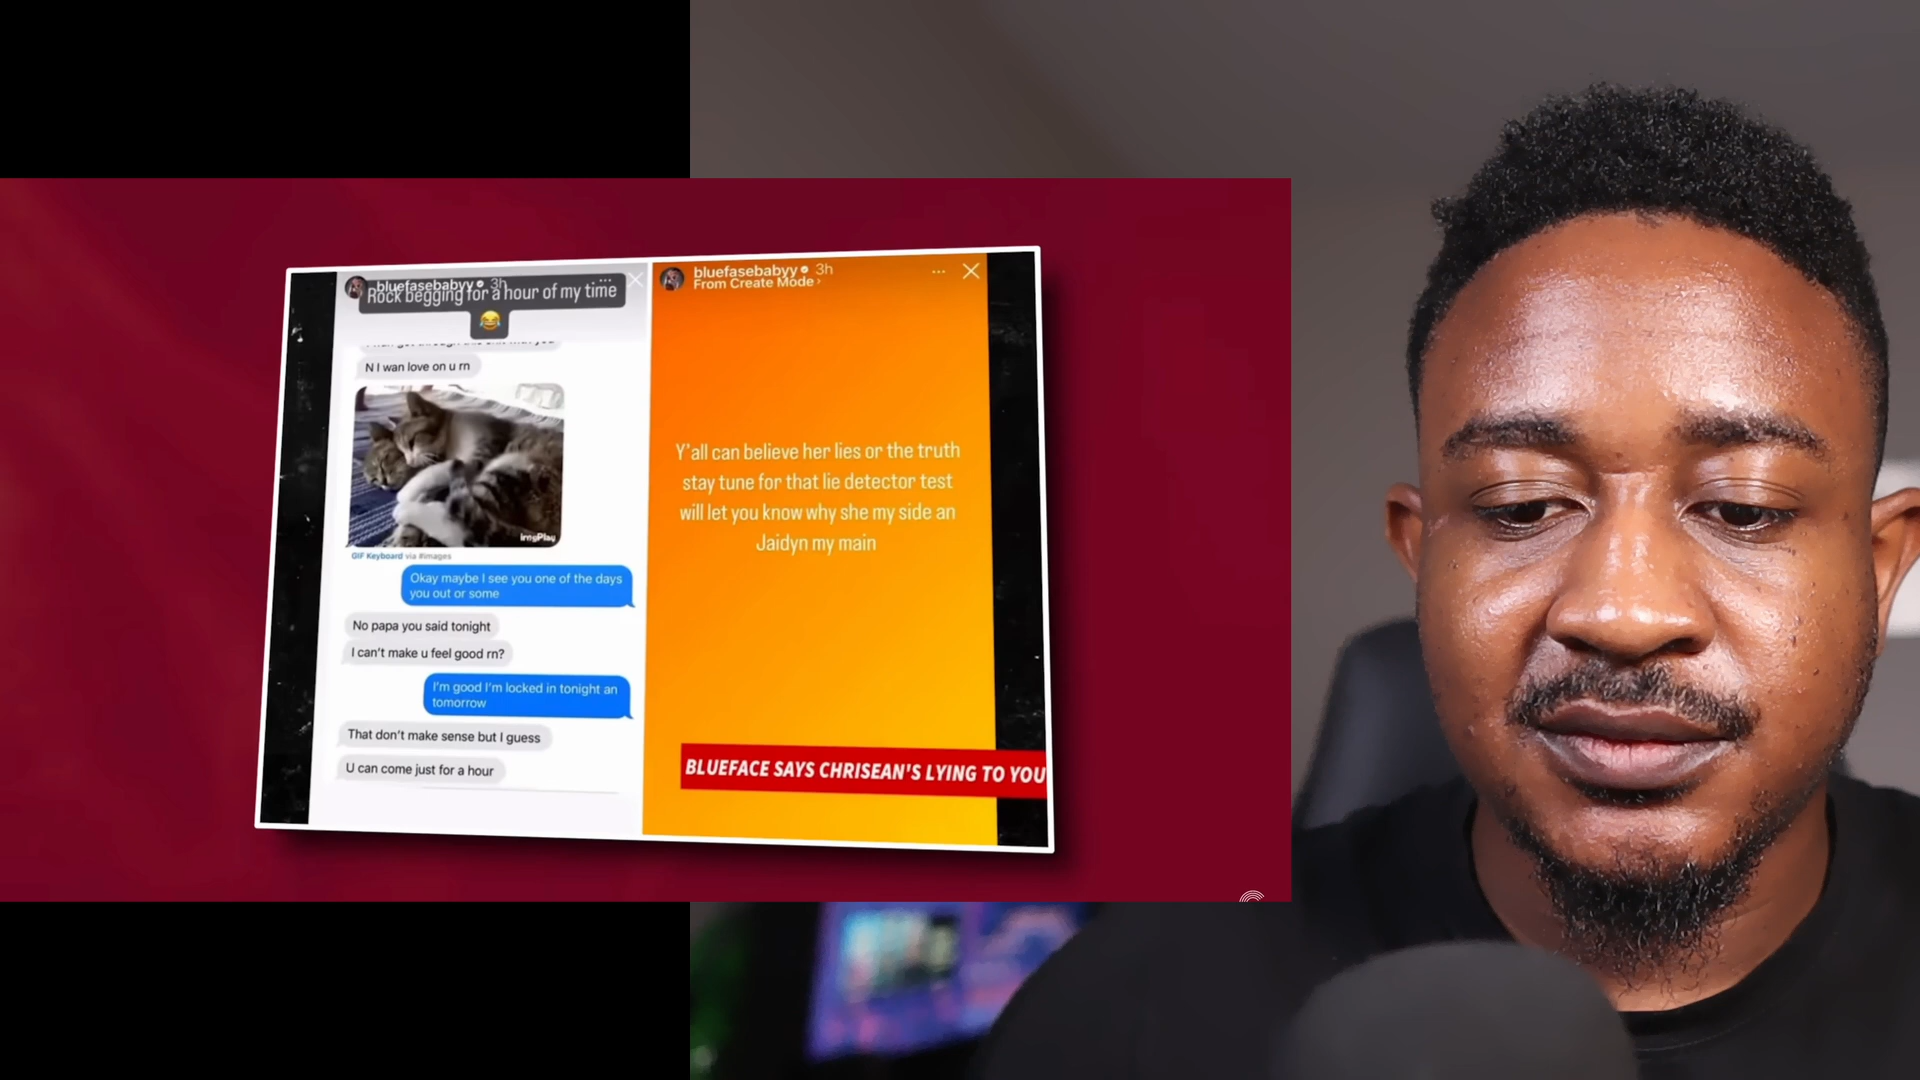 bluefasebabyy 3h
Rock begging for a hour of my time
😂
N I wan love on u rn
imgPlay
GIF Keyboard via #images
Okay maybe I see you one of the days
you out or some
No papa you said tonight
I can't make u feel good rn?
I'm good I'm locked in tonight an
tomorrow
That don't make sense but I guess
U can come just for a hour
bluefasebabyy 3h
From Create Mode ›
Y'all can believe her lies or the truth
stay tune for that lie detector test
will let you know why she my side an
Jaidyn my main
BLUEFACE SAYS CHRISEAN'S LYING TO YOU